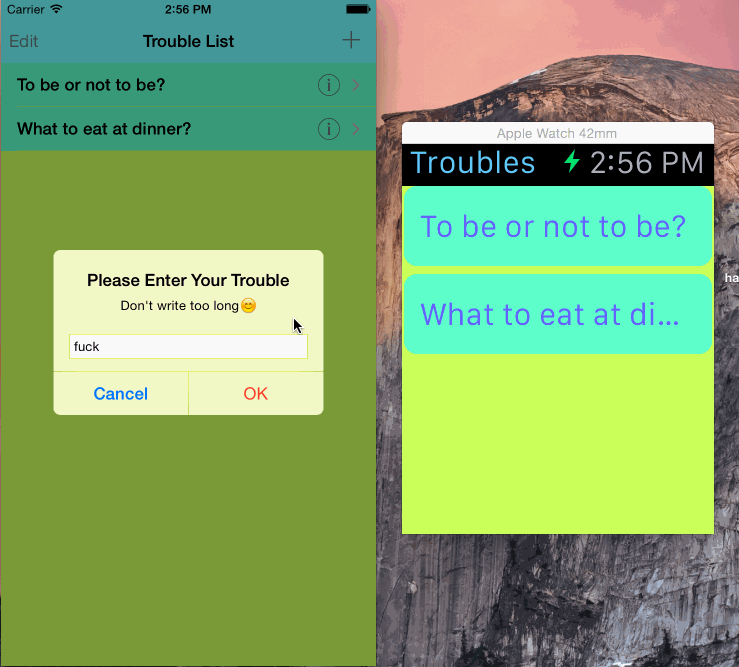 Carrier 2:56 PM
Edit Trouble List +
To be or not to be?
What to eat at dinner?
Please Enter Your Trouble
Don't write too long😊
fuck
Cancel OK
Apple Watch 42mm
Troubles 2:56 PM
To be or not to be?
What to eat at di...
ha